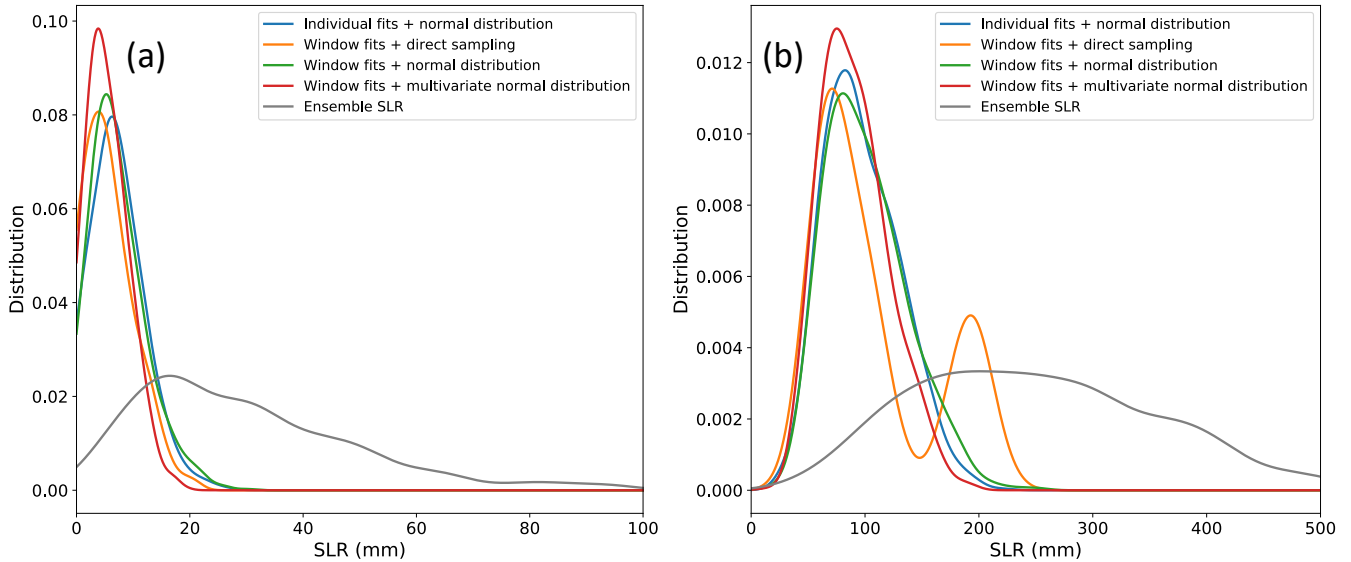 (a)
Individual fits + normal distribution
Window fits + direct sampling
Window fits + normal distribution
Window fits + multivariate normal distribution
Ensemble SLR
Distribution
0.10
0.08
0.06
0.04
0.02
0.00
0 20 40 60 80 100
SLR (mm)
(b)
Individual fits + normal distribution
Window fits + direct sampling
Window fits + normal distribution
Window fits + multivariate normal distribution
Ensemble SLR
Distribution
0.012
0.010
0.008
0.006
0.004
0.002
0.000
0 100 200 300 400 500
SLR (mm)